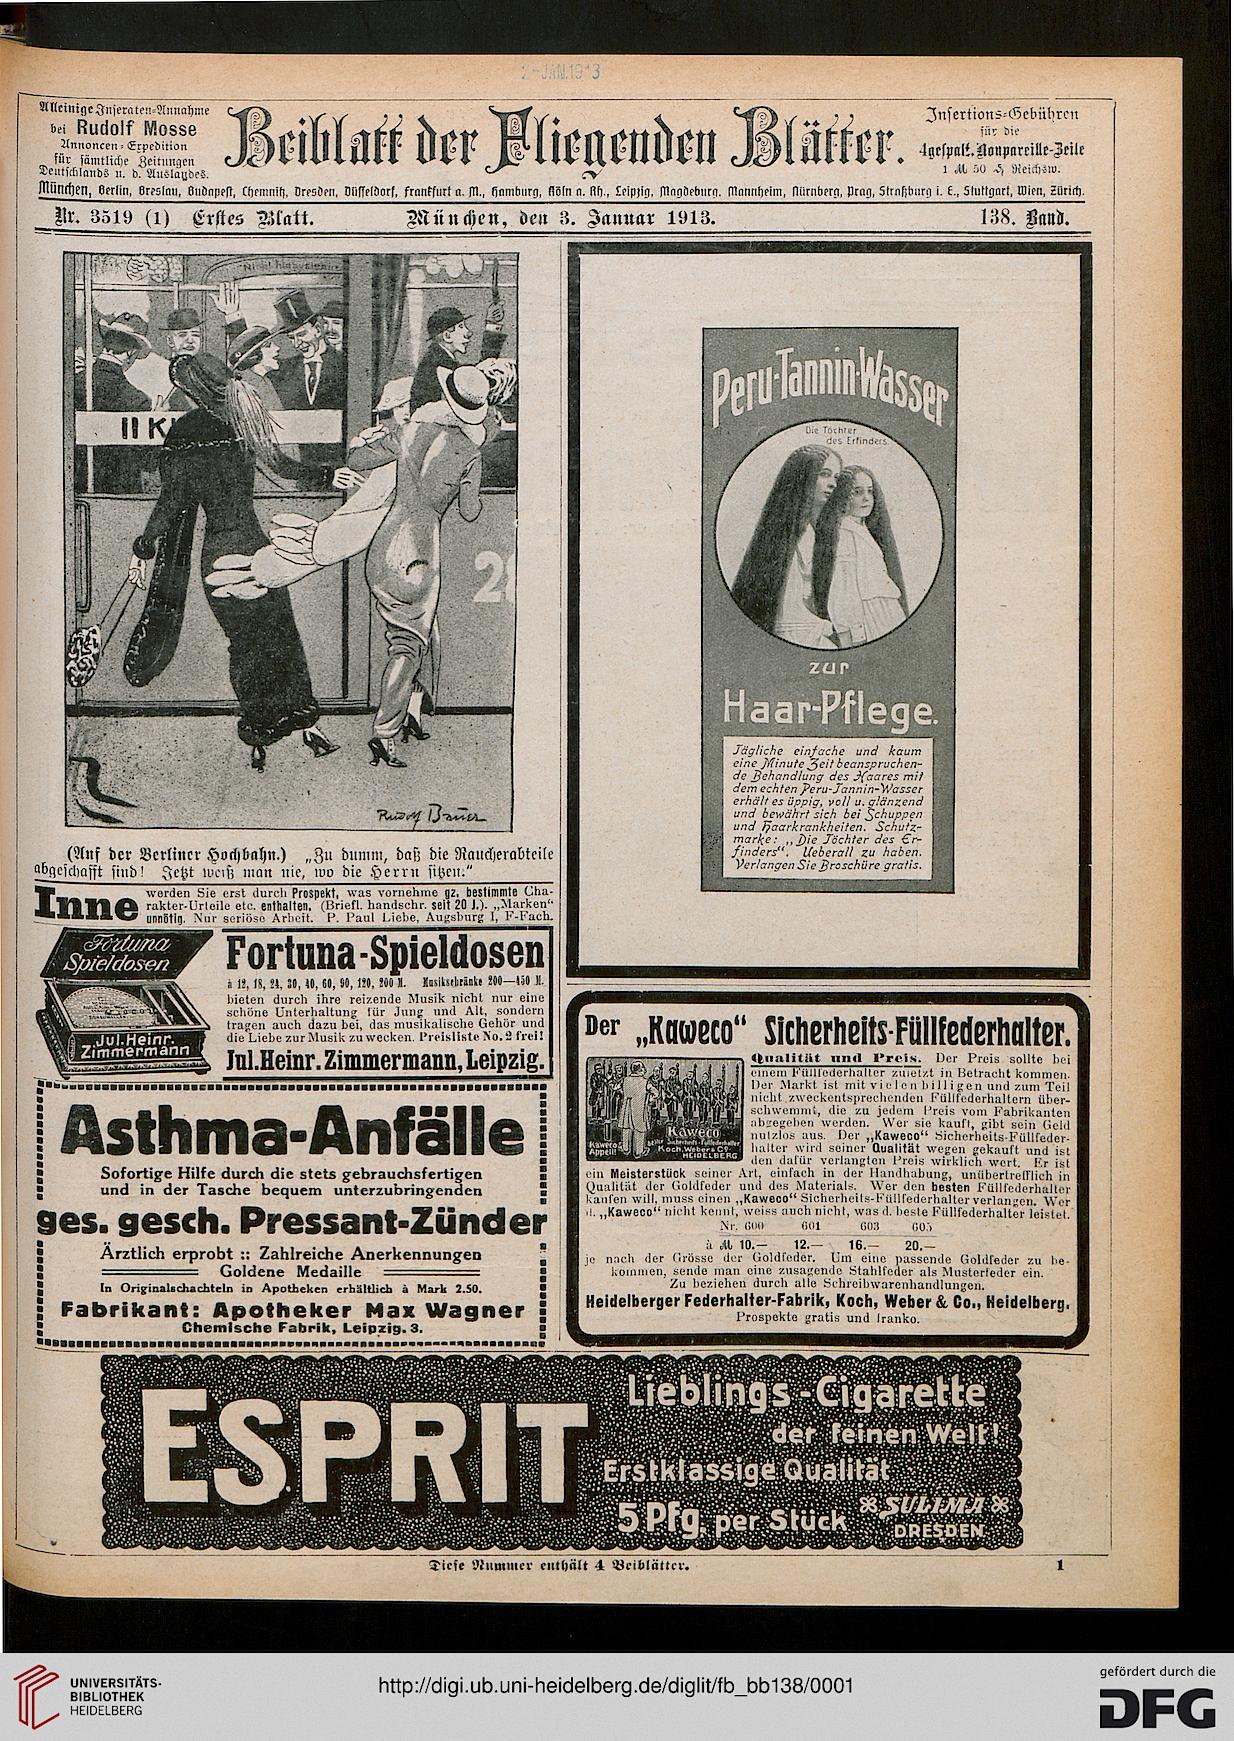 2-JAN.1913
Alleinige Inseraten-Annahme
bei Rudolf Mosse
Annoncen-Expedition
für sämtliche Zeitungen
Deutschlands u. d. Auslandes.
Beiblatt der Fliegenden Blätter.
Insertions-Gebühren
für die
4gespalt. Nonpareille-Zeile
1 M 50 ₰ Reichsw.
München, Berlin, Breslau, Budapest, Chemnitz, Dresden, Düsseldorf, Frankfurt a. M., Hamburg, Köln a. Rh., Leipzig, Magdeburg, Mannheim, Nürnberg, Prag, Straßburg i. E., Stuttgart, Wien, Zürich.
Nr. 3519 (1) Erstes Blatt.
München, den 3. Januar 1913.
138. Band.
II K
2
Rudolf Bauer
(Auf der Berliner Hochbahn.) „Zu dumm, daß die Raucherabteile
abgeschafft sind! Jetzt weiß man nie, wo die Herrn sitzen.“
Inne werden Sie erst durch Prospekt, was vornehme gz. bestimmte Cha-
rakter-Urteile etc. enthalten. (Briefl. handschr. seit 20 J.). „Marken“
unnötig. Nur seriöse Arbeit. P. Paul Liebe, Augsburg I, F-Fach.
Fortuna
Spieldosen
Jul. Heinr.
Zimmermann
Fortuna-Spieldosen
à 12, 18, 24, 30, 40, 60, 90, 120, 200 M. Musikschränke 200—450 M.
bieten durch ihre reizende Musik nicht nur eine
schöne Unterhaltung für Jung und Alt, sondern
tragen auch dazu bei, das musikalische Gehör und
die Liebe zur Musik zu wecken. Preisliste No. 2 frei!
Jul. Heinr. Zimmermann, Leipzig.
Asthma-Anfälle
Sofortige Hilfe durch die stets gebrauchsfertigen
und in der Tasche bequem unterzubringenden
ges. gesch. Pressant-Zünder
Ärztlich erprobt :: Zahlreiche Anerkennungen
Goldene Medaille
In Originalschachteln in Apotheken erhältlich à Mark 2.50.
Fabrikant: Apotheker Max Wagner
Chemische Fabrik, Leipzig. 3.
Peru-Tannin-Wasser
Die Töchter
des Erfinders.
zur
Haar-Pflege.
Tägliche einfache und kaum
eine Minute Zeit beanspruchen-
de Behandlung des Haares mit
dem echten Peru-Tannin-Wasser
erhält es üppig, voll u. glänzend
und bewährt sich bei Schuppen
und Haarkrankheiten. Schutz-
marke: „Die Töchter des Er-
finders“. Ueberall zu haben.
Verlangen Sie Broschüre gratis.
Der „Kaweco“ Sicherheits-Füllfederhalter.
Kaweco
Appell!
Kaweco
Sicherheits-Füllfederhalter
Koch, Weber & Co.
HEIDELBERG
Qualität und Preis. Der Preis sollte bei
einem Füllfederhalter zuletzt in Betracht kommen.
Der Markt ist mit vielen billigen und zum Teil
nicht zweckentsprechenden Füllfederhaltern über-
schwemmt, die zu jedem Preis vom Fabrikanten
abgegeben werden. Wer sie kauft, gibt sein Geld
nutzlos aus. Der „Kaweco“ Sicherheits-Füllfeder-
halter wird seiner Qualität wegen gekauft und ist
den dafür verlangten Preis wirklich wert. Er ist
ein Meisterstück seiner Art, einfach in der Handhabung, unübertrefflich in
Qualität der Goldfeder und des Materials. Wer den besten Füllfederhalter
kaufen will, muss einen „Kaweco“ Sicherheits-Füllfederhalter verlangen. Wer
d. „Kaweco“ nicht kennt, weiss auch nicht, was d. beste Füllfederhalter leistet.
Nr. 600 601 603 605
à M 10.— 12.— 16.— 20.—
je nach der Grösse der Goldfeder. Um eine passende Goldfeder zu be-
kommen, sende man eine zusagende Stahlfeder als Musterfeder ein.
Zu beziehen durch alle Schreibwarenhandlungen.
Heidelberger Federhalter-Fabrik, Koch, Weber & Co., Heidelberg.
Prospekte gratis und franko.
ESPRIT
Lieblings-Cigarette
der feinen Welt!
Erstklassige Qualität
5 Pfg. per Stück
SULIMA
DRESDEN
Diese Nummer enthält 4 Beiblätter.
1
UNIVERSITÄTS-
BIBLIOTHEK
HEIDELBERG
http://digi.ub.uni-heidelberg.de/diglit/fb_bb138/0001
gefördert durch die
DFG